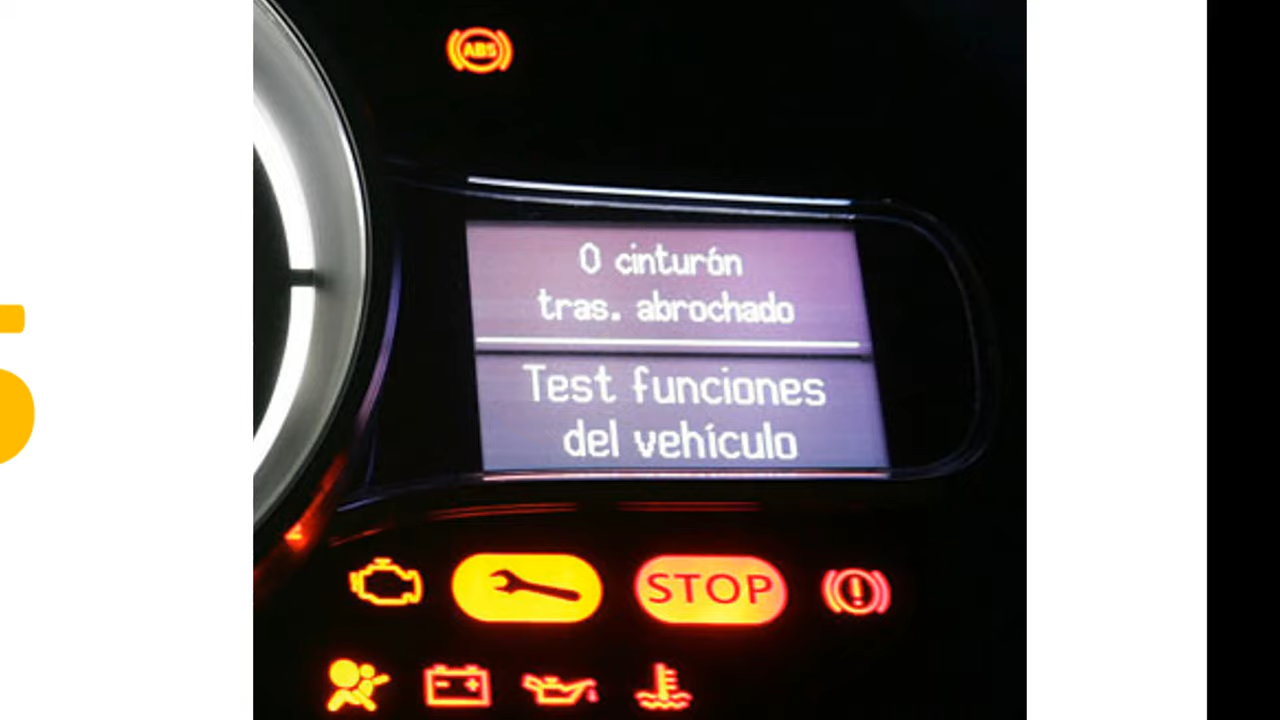 ABS
0 cinturón
tras. abrochado
Test funciones
del vehículo
STOP